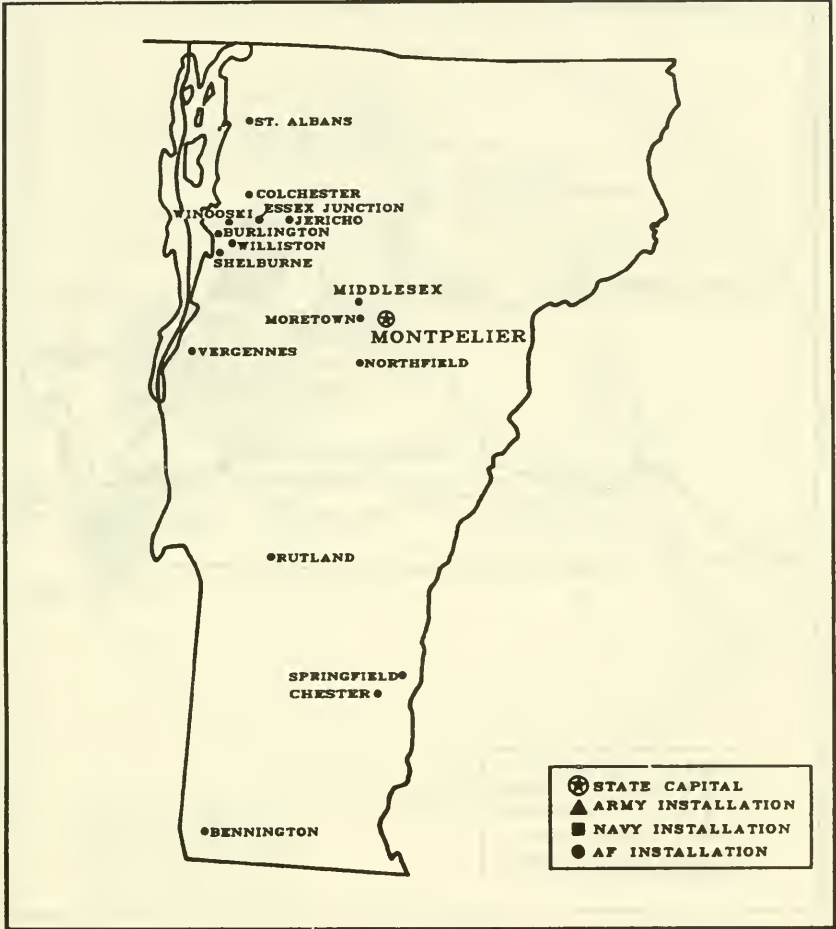 ST. ALBANS
COLCHESTER
ESSEX JUNCTION
WINOOSKI
JERICHO
BURLINGTON
WILLISTON
SHELBURNE
MIDDLESEX
MORETOWN
MONTPELIER
VERGENNES
NORTHFIELD
RUTLAND
SPRINGFIELD
CHESTER
BENNINGTON
STATE CAPITAL
ARMY INSTALLATION
NAVY INSTALLATION
AF INSTALLATION